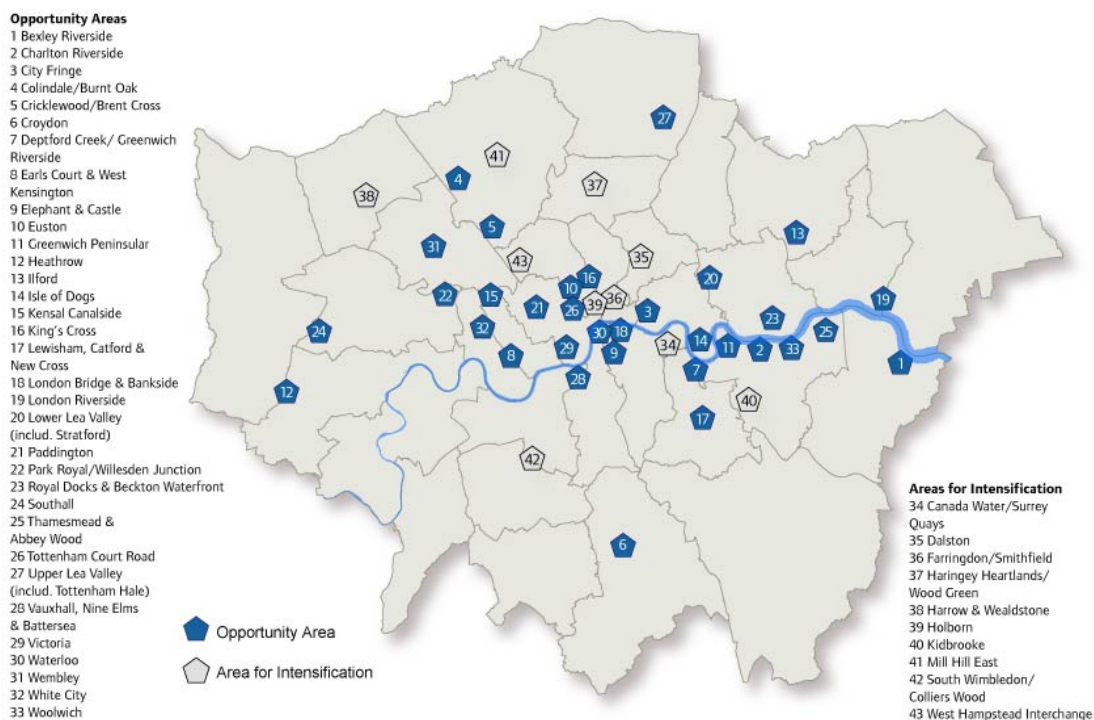 Opportunity Areas
1 Bexley Riverside
2 Charlton Riverside
3 City Fringe
4 Colindale/Burnt Oak
5 Cricklewood/Brent Cross
6 Croydon
7 Deptford Creek/ Greenwich
Riverside
8 Earls Court & West
Kensington
9 Elephant & Castle
10 Euston
11 Greenwich Peninsular
12 Heathrow
13 Ilford
14 Isle of Dogs
15 Kensal Canalside
16 King's Cross
17 Lewisham, Catford &
New Cross
18 London Bridge & Bankside
19 London Riverside
20 Lower Lea Valley
(includ. Stratford)
21 Paddington
22 Park Royal/Willesden Junction
23 Royal Docks & Beckton Waterfront
24 Southall
25 Thamesmead &
Abbey Wood
26 Tottenham Court Road
27 Upper Lea Valley
(includ. Tottenham Hale)
28 Vauxhall, Nine Elms
& Battersea
29 Victoria
30 Waterloo
31 Wembley
32 White City
33 Woolwich
27
41
4
37
38
5
13
31
43
35
16
20
10
22
15
39
36
19
21
26
3
23
32
30
18
24
25
34
14
11
2
33
8
29
9
1
7
28
12
40
17
42
6
Opportunity Area
Area for Intensification
Areas for Intensification
34 Canada Water/Surrey
Quays
35 Dalston
36 Farringdon/Smithfield
37 Haringey Heartlands/
Wood Green
38 Harrow & Wealdstone
39 Holborn
40 Kidbrooke
41 Mill Hill East
42 South Wimbledon/
Colliers Wood
43 West Hampstead Interchange